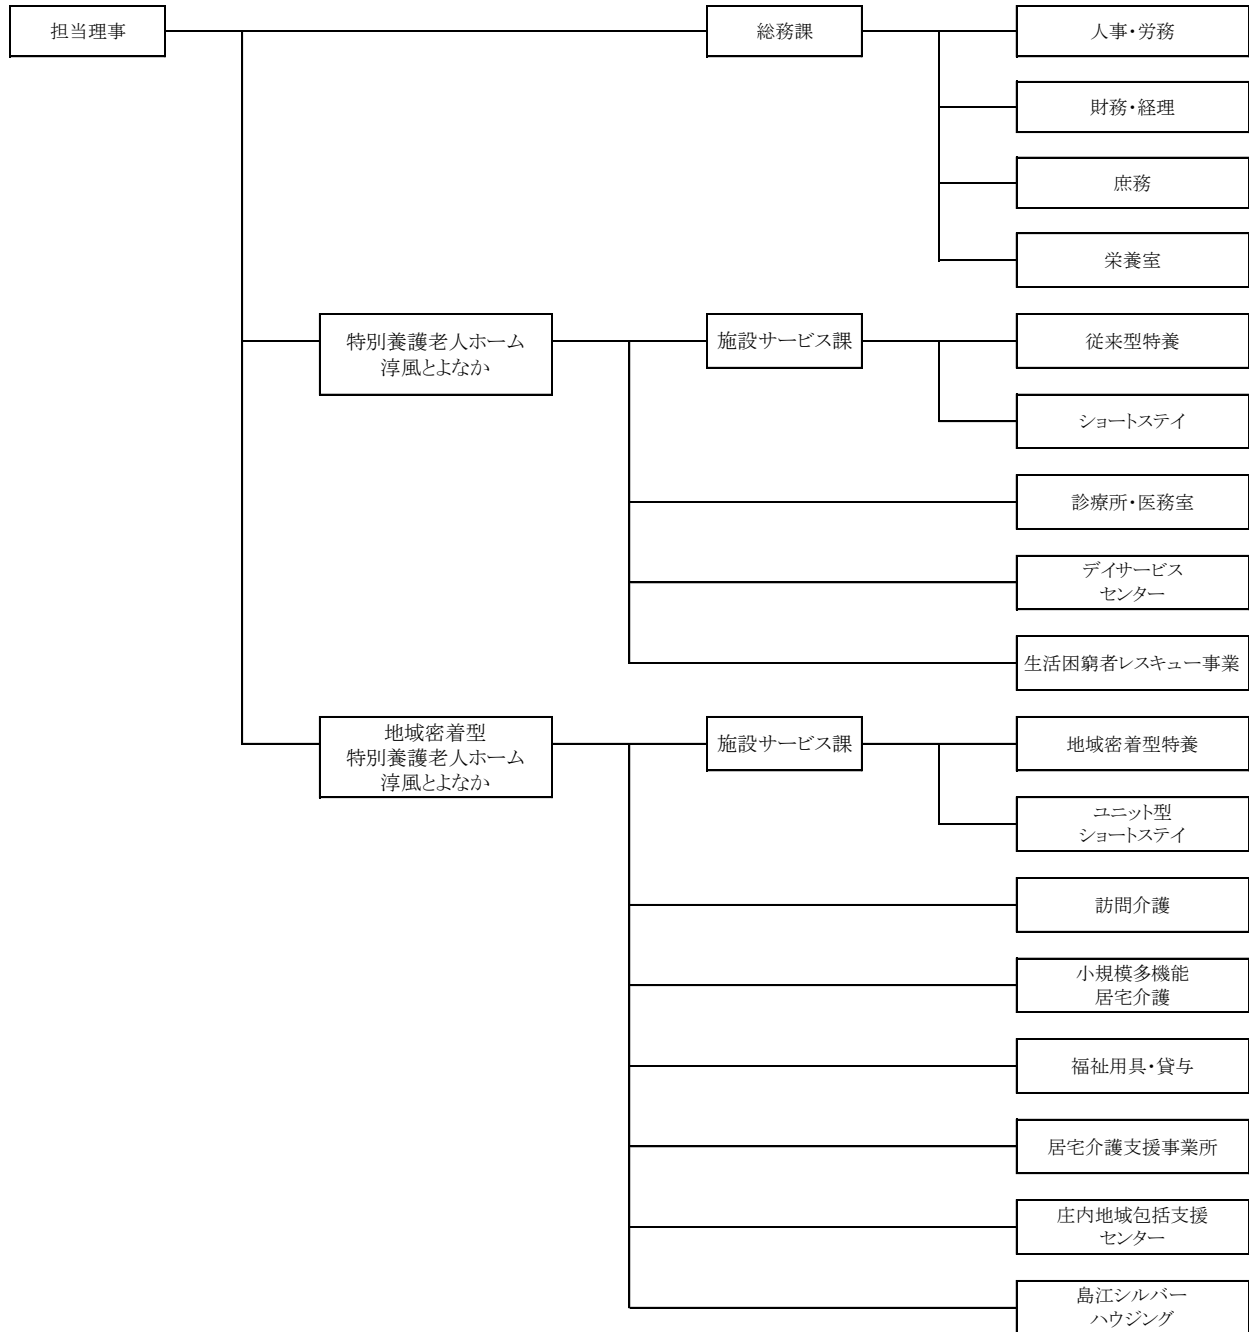 担当理事
総務課
人事・労務
財務・経理
庶務
栄養室
特別養護老人ホーム
淳風とよなか
施設サービス課
従来型特養
ショートステイ
診療所・医務室
デイサービス
センター
生活困窮者レスキュー事業
地域密着型
特別養護老人ホーム
淳風とよなか
施設サービス課
地域密着型特養
ユニット型
ショートステイ
訪問介護
小規模多機能
居宅介護
福祉用具・貸与
居宅介護支援事業所
庄内地域包括支援
センター
島江シルバー
ハウジング